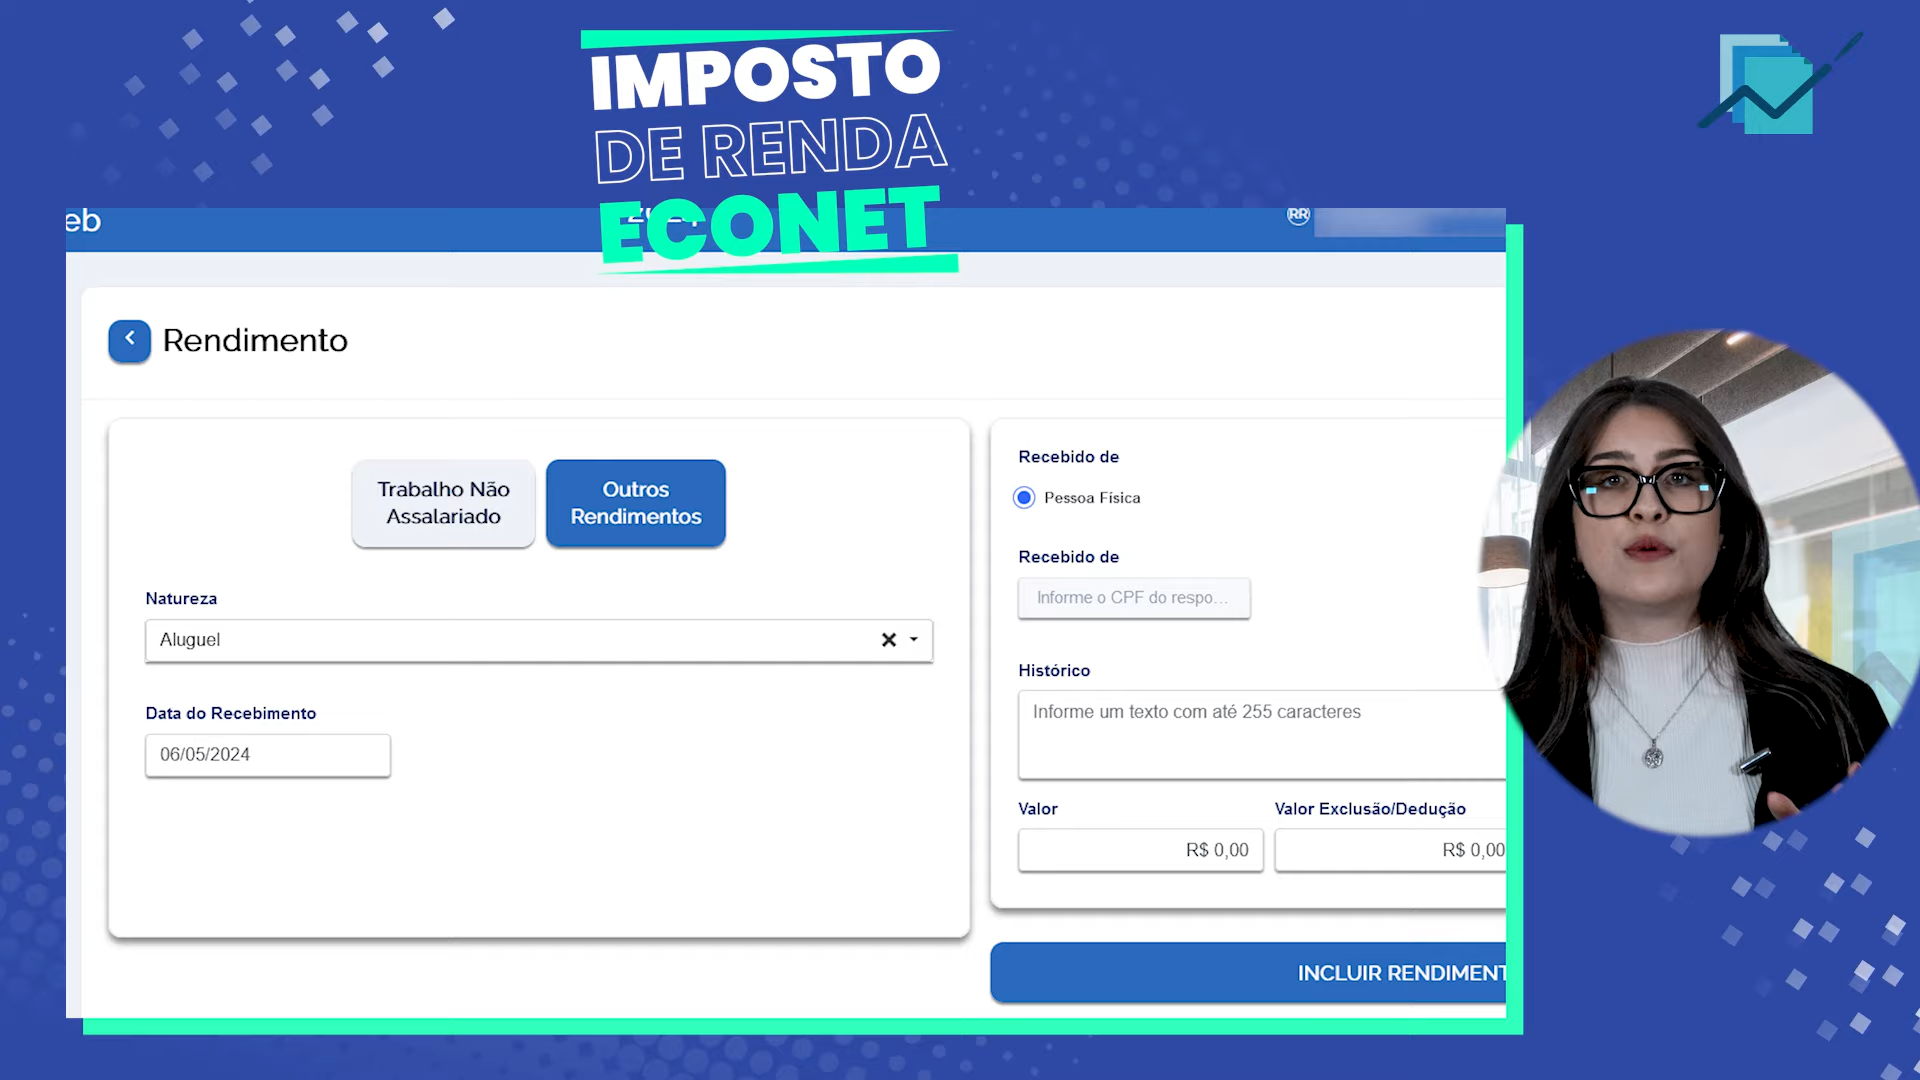 IMPOSTO
DE RENDA
ECONET
eb
RR
Rendimento
Trabalho Não
Assalariado
Outros
Rendimentos
Natureza
Aluguel
Data do Recebimento
06/05/2024
Recebido de
Pessoa Física
Recebido de
Informe o CPF do respo...
Histórico
Informe um texto com até 255 caracteres
Valor
Valor Exclusão/Dedução
R$ 0,00
R$ 0,00
INCLUIR RENDIMENT